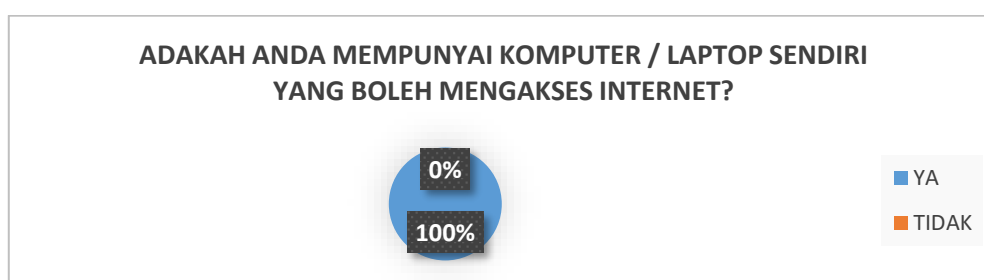 ADAKAH ANDA MEMPUNYAI KOMPUTER / LAPTOP SENDIRI
YANG BOLEH MENGAKSES INTERNET?
0%
100%
YA
TIDAK